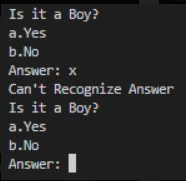 Is it a Boy?
a.Yes
b.No
Answer: x
Can't Recognize Answer
Is it a Boy?
a.Yes
b.No
Answer: